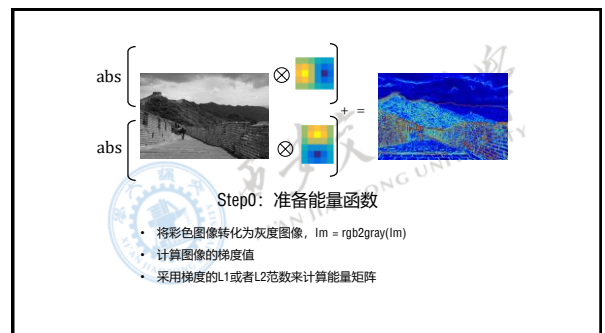 abs
+ =
abs
Step0：准备能量函数
• 将彩色图像转化为灰度图像，Im = rgb2gray(Im)
• 计算图像的梯度值
• 采用梯度的L1或者L2范数来计算能量矩阵